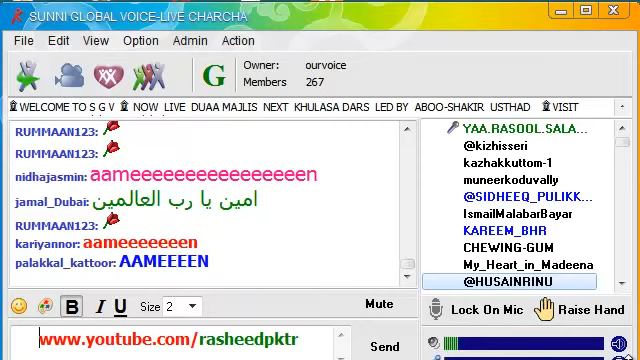 SUNNI GLOBAL VOICE-LIVE CHARCHA
File Edit View Option Admin Action
G
Owner: ourvoice
Members 267
WELCOME TO S G V NOW LIVE DUAA MAJLIS NEXT KHULASA DARS LED BY ABOO-SHAKIR USTHAD VISIT
RUMMAAN123:
RUMMAAN123:
nidhajasmin: aameeeeeeeeeeeeeeeeen
jamal_Dubai: امين يا رب العالمين
RUMMAAN123:
kariyannor: aameeeeeeen
palakkal_kattoor: AAMEEEEN
YAA.RASOOL.SALA...
@kizhisseri
kazhakkuttom-1
muneerkoduvally
@SIDHEEQ_PULIKK...
IsmailMalabarBayar
KAREEM_BHR
CHEWING-GUM
My_Heart_in_Madeena
@HUSAINRINU
B I U Size 2 Mute
Lock On Mic Raise Hand
www.youtube.com/rasheedpktr
Send